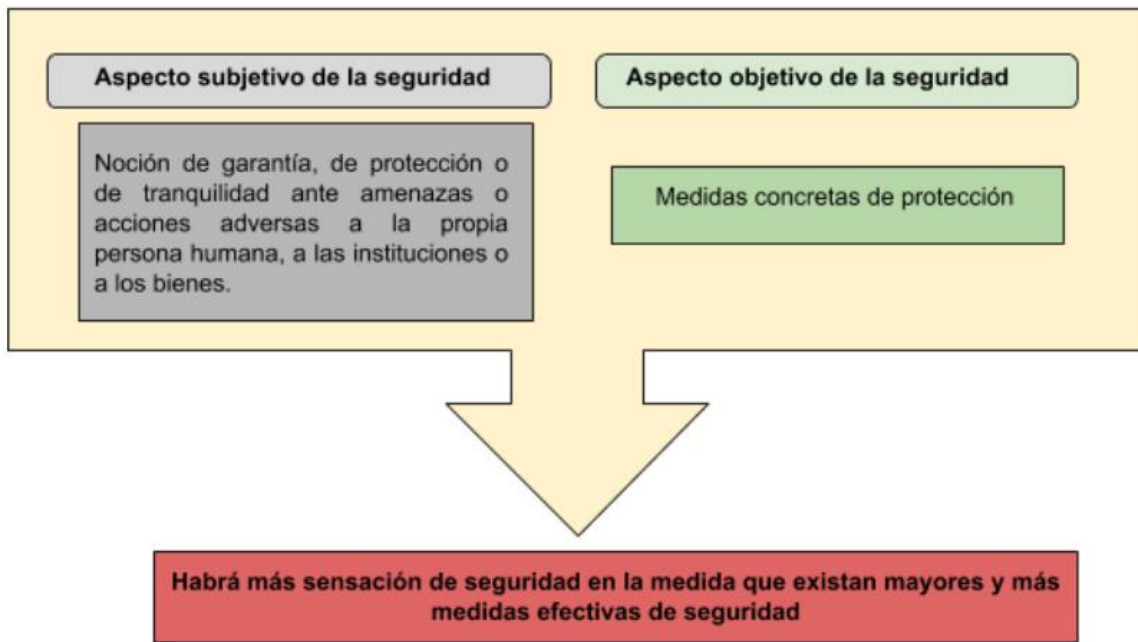 Aspecto subjetivo de la seguridad
Aspecto objetivo de la seguridad
Noción de garantía, de protección o
de tranquilidad ante amenazas o
acciones adversas a la propia
persona humana, a las instituciones o
a los bienes.
Medidas concretas de protección
Habrá más sensación de seguridad en la medida que existan mayores y más
medidas efectivas de seguridad